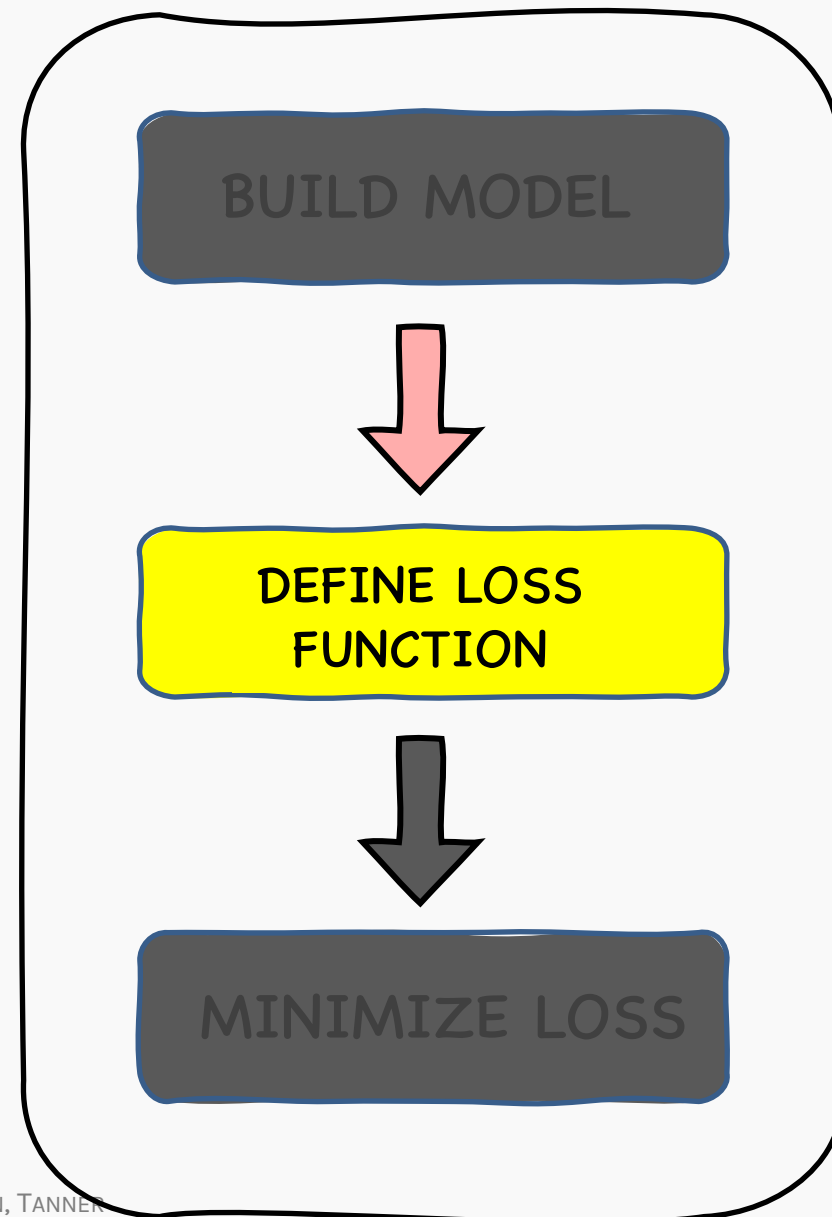 BUILD MODEL
DEFINE LOSS
FUNCTION
MINIMIZE LOSS
, TANNER